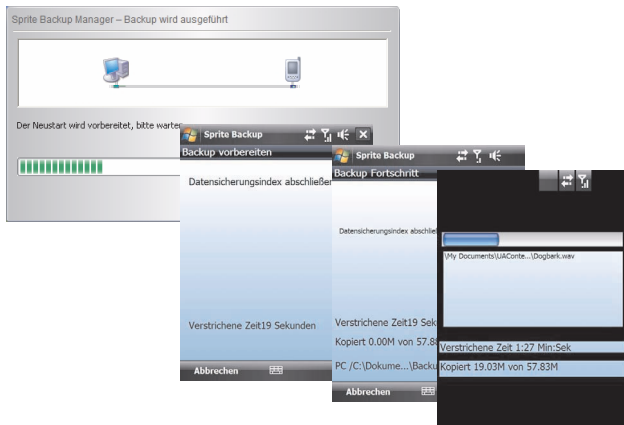 Sprite Backup Manager – Backup wird ausgeführt
Der Neustart wird vorbereitet, bitte warten
Sprite Backup
Backup vorbereiten
Datensicherungsindex abschließen
Verstrichene Zeit19 Sekunden
Abbrechen
Sprite Backup
Backup Fortschritt
Datensicherungsindex abschließ
Verstrichene Zeit19 Sek
Kopiert 0.00M von 57.8
PC /C:\Dokume...\Backu
Abbrechen
\My Documents\UAConte...\Dogbark.wav
Verstrichene Zeit 1:27 Min:Sek
Kopiert 19.03M von 57.83M